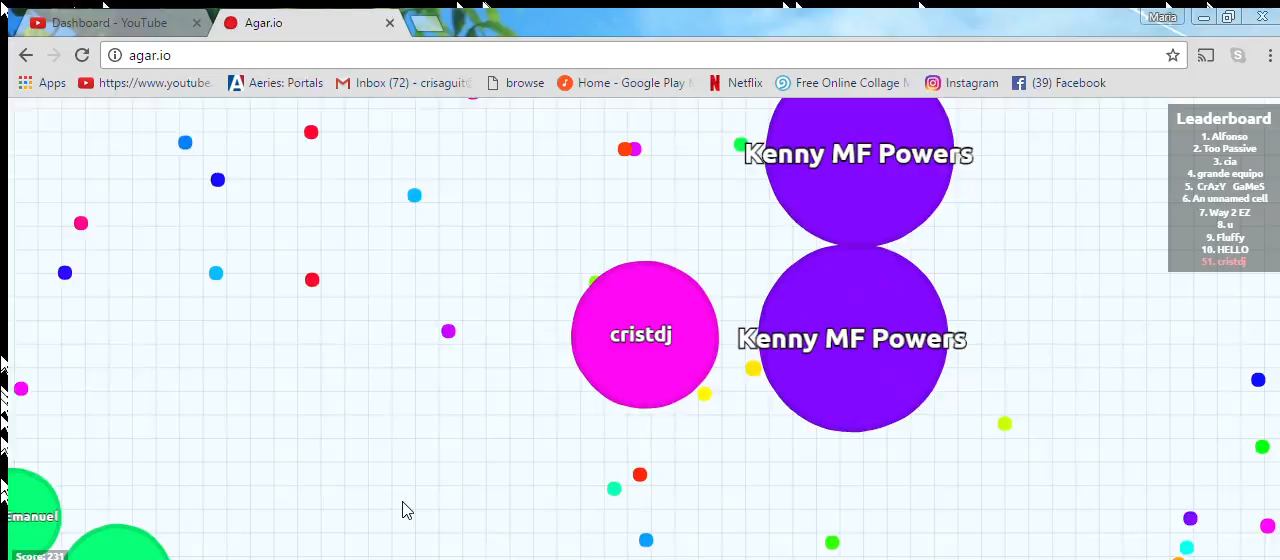 Dashboard - YouTube
Agar.io
Maria
agar.io
Apps
https://www.youtube.
Aeries: Portals
Inbox (72) - crisaguit
browse
Home - Google Play M
Netflix
Free Online Collage M
Instagram
(39) Facebook
Leaderboard
1. Alfonso
2. Too Passive
3. cia
4. grande equipo
5. CrAzY GaMeS
6. An unnamed cell
7. Way 2 EZ
8. u
9. Fluffy
10. HELLO
51. cristdj
Kenny MF Powers
cristdj
Kenny MF Powers
Emanuel
Score: 231